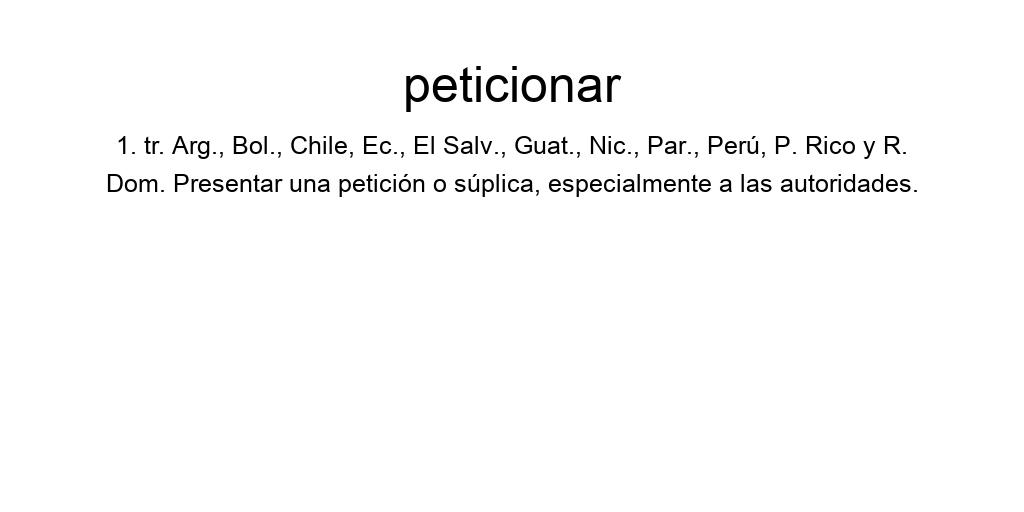 peticionar
1. tr. Arg., Bol., Chile, Ec., El Salv., Guat., Nic., Par., Perú, P. Rico y R.
Dom. Presentar una petición o súplica, especialmente a las autoridades.